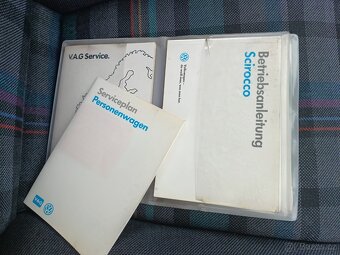 V.A.G Service.
Serviceplan
Personenwagen
Betriebsanleitung
Scirocco